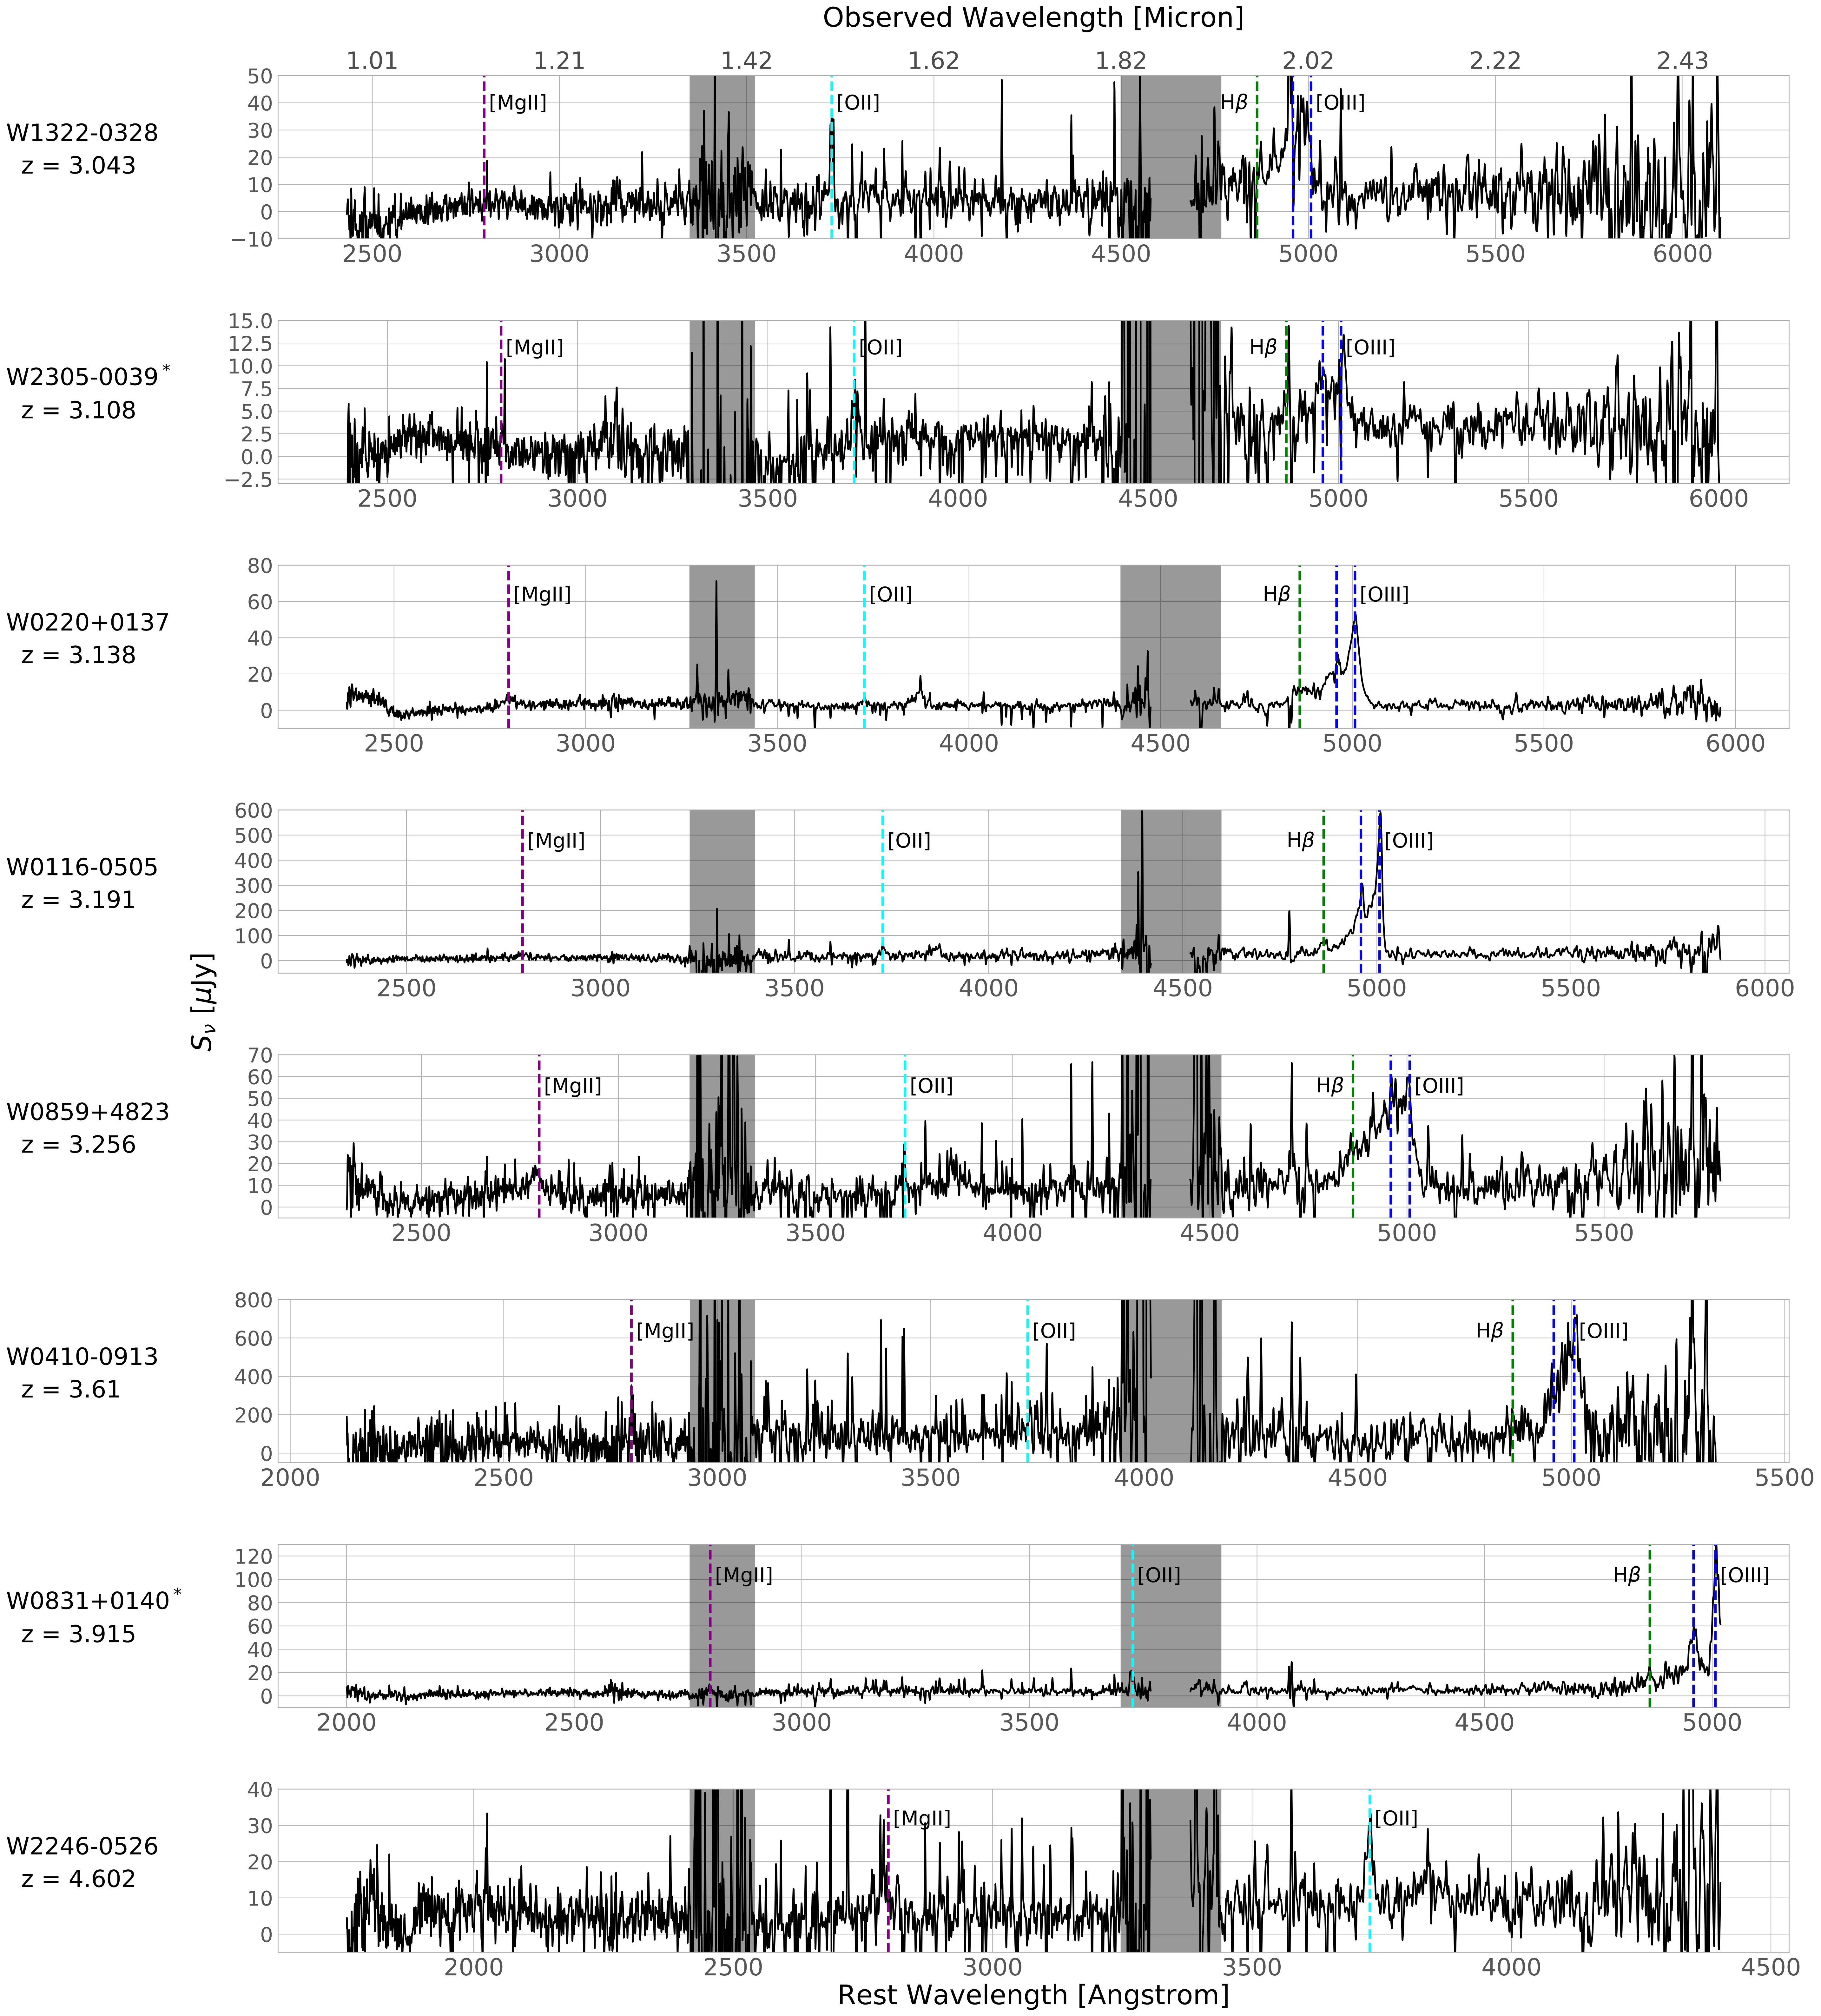 Observed Wavelength [Micron]
1.01 1.21 1.42 1.62 1.82 2.02 2.22 2.43
W1322-0328
z = 3.043
50
40
30
20
10
0
−10
[MgII] [OII] Hβ [OIII]
2500 3000 3500 4000 4500 5000 5500 6000
W2305-0039*
z = 3.108
15.0
12.5
10.0
7.5
5.0
2.5
0.0
−2.5
[MgII] [OII] Hβ [OIII]
2500 3000 3500 4000 4500 5000 5500 6000
W0220+0137
z = 3.138
80
60
40
20
0
[MgII] [OII] Hβ [OIII]
2500 3000 3500 4000 4500 5000 5500 6000
W0116-0505
z = 3.191
600
500
400
300
200
100
0
[MgII] [OII] Hβ [OIII]
2500 3000 3500 4000 4500 5000 5500 6000
Sν [μJy]
W0859+4823
z = 3.256
70
60
50
40
30
20
10
0
[MgII] [OII] Hβ [OIII]
2500 3000 3500 4000 4500 5000 5500
W0410-0913
z = 3.61
800
600
400
200
0
[MgII] [OII] Hβ [OIII]
2000 2500 3000 3500 4000 4500 5000 5500
W0831+0140*
z = 3.915
120
100
80
60
40
20
0
[MgII] [OII] Hβ [OIII]
2000 2500 3000 3500 4000 4500 5000
W2246-0526
z = 4.602
40
30
20
10
0
[MgII] [OII]
2000 2500 3000 3500 4000 4500
Rest Wavelength [Angstrom]